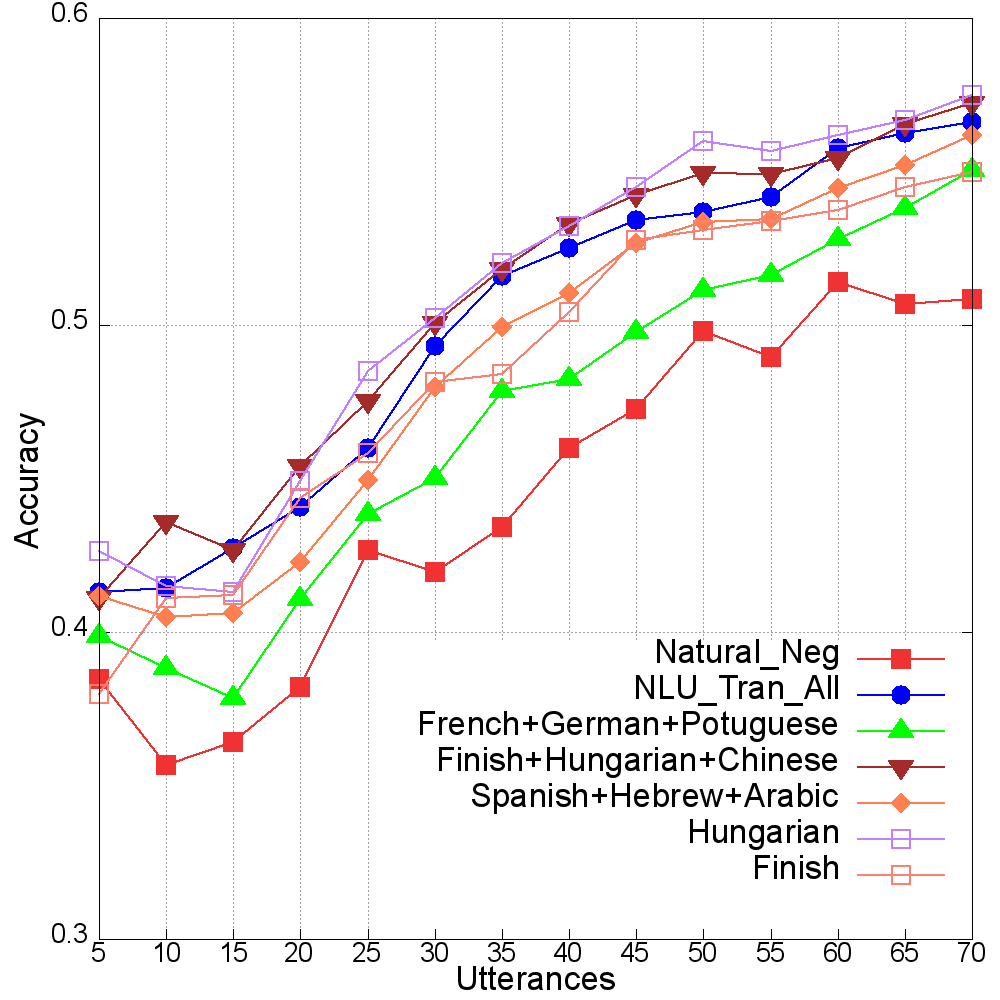 0.6
0.5
0.4
0.3
Accuracy
Natural_Neg
NLU_Tran_All
French+German+Potuguese
Finish+Hungarian+Chinese
Spanish+Hebrew+Arabic
Hungarian
Finish
5 10 15 20 25 30 35 40 45 50 55 60 65 70
Utterances